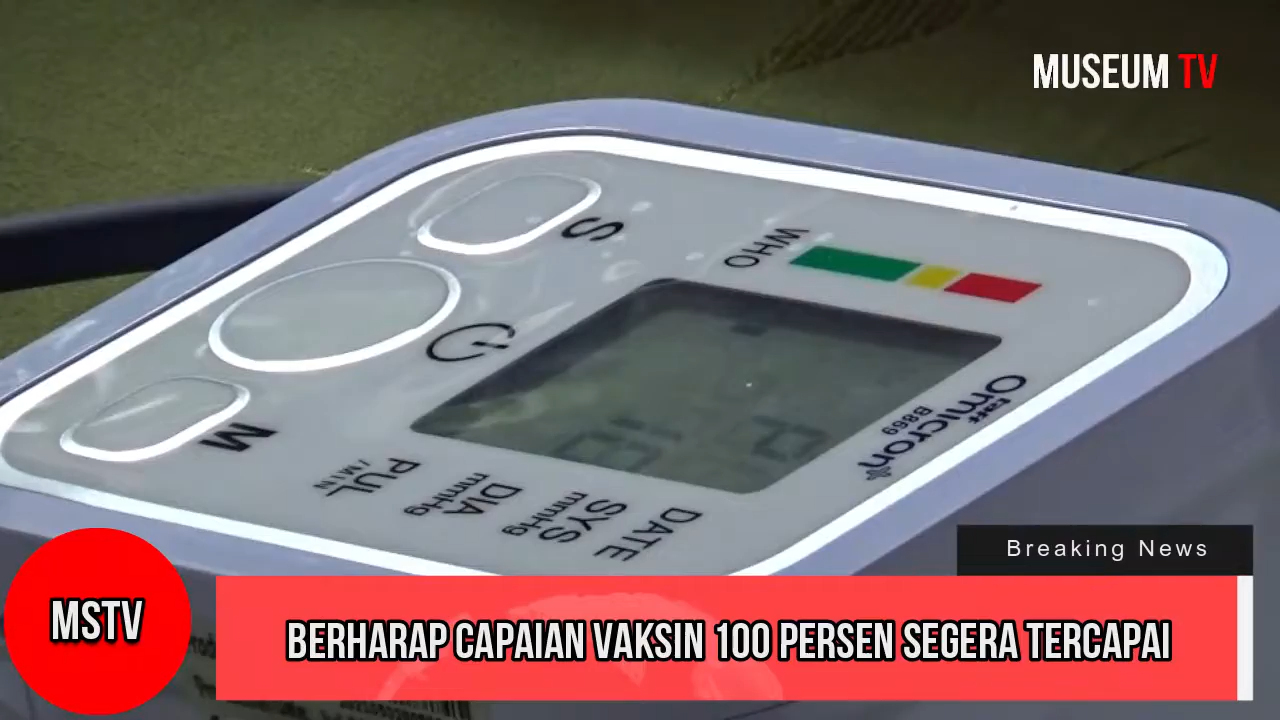 MUSEUM TV
S
WHO
M
PUL
/MIN
DIA
mmHg
SYS
mmHg
DATE
Omicron
taff
B869
Breaking News
MSTV
BERHARAP CAPAIAN VAKSIN 100 PERSEN SEGERA TERCAPAI